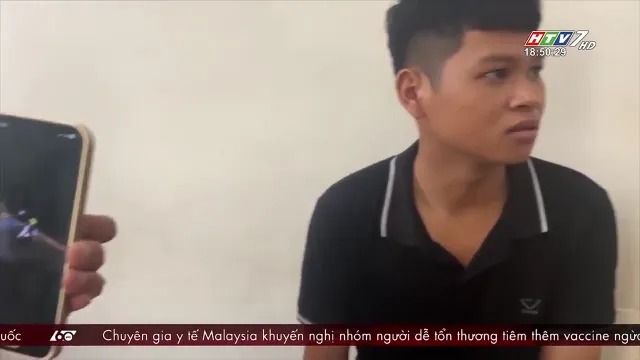 HTV7 HD
18:50:29
uốc 60 Chuyên gia y tế Malaysia khuyến nghị nhóm người dễ tổn thương tiêm thêm vaccine ngừ